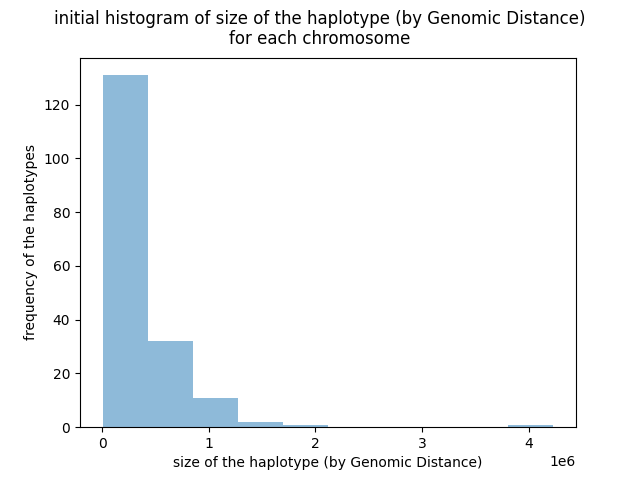 initial histogram of size of the haplotype (by Genomic Distance)
for each chromosome
frequency of the haplotypes
120
100
80
60
40
20
0
0
1
2
3
4
1e6
size of the haplotype (by Genomic Distance)